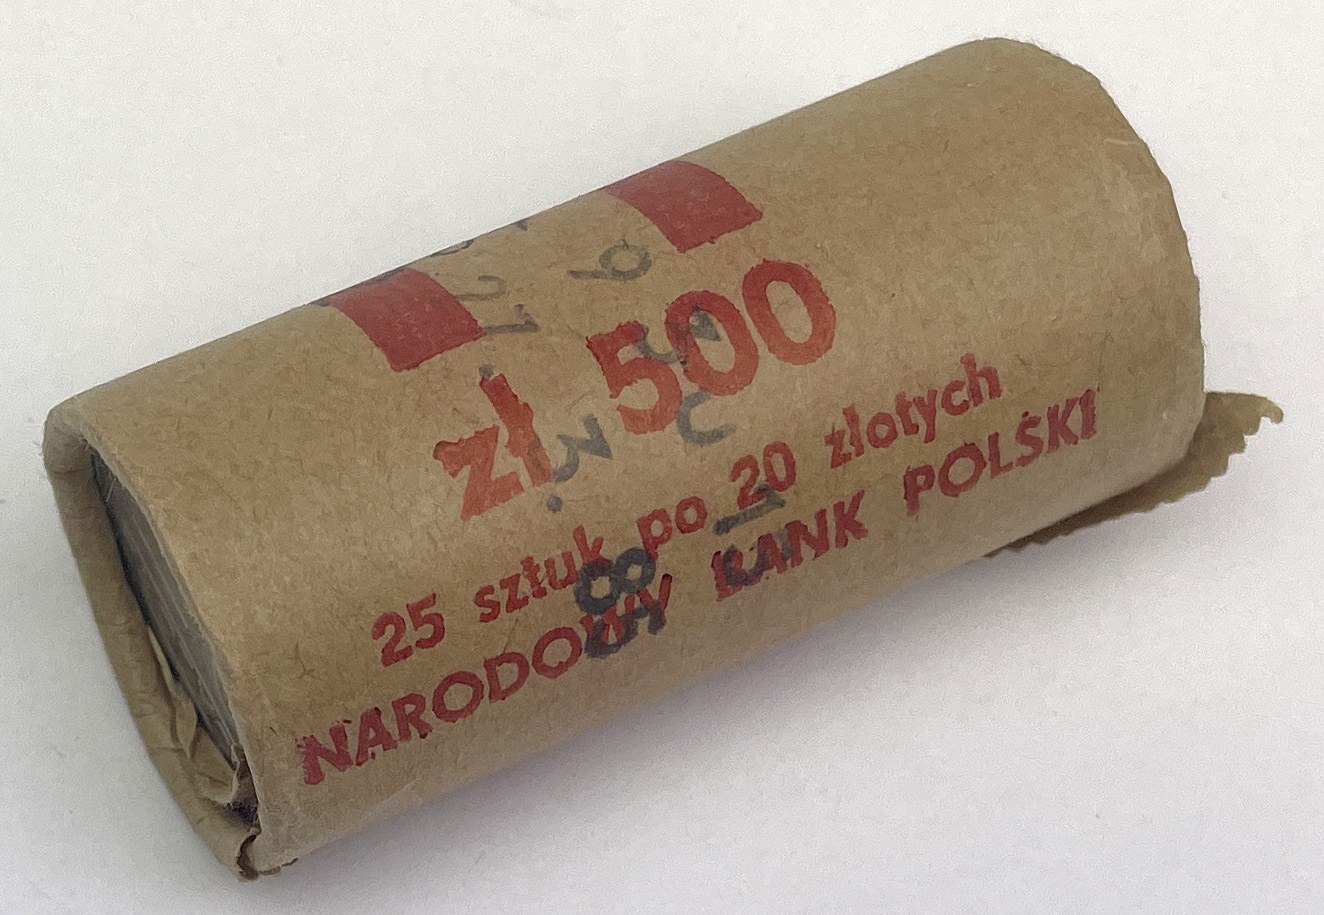 zł 500
25 sztuk po 20 złotych
NARODOWY BANK POLSKI